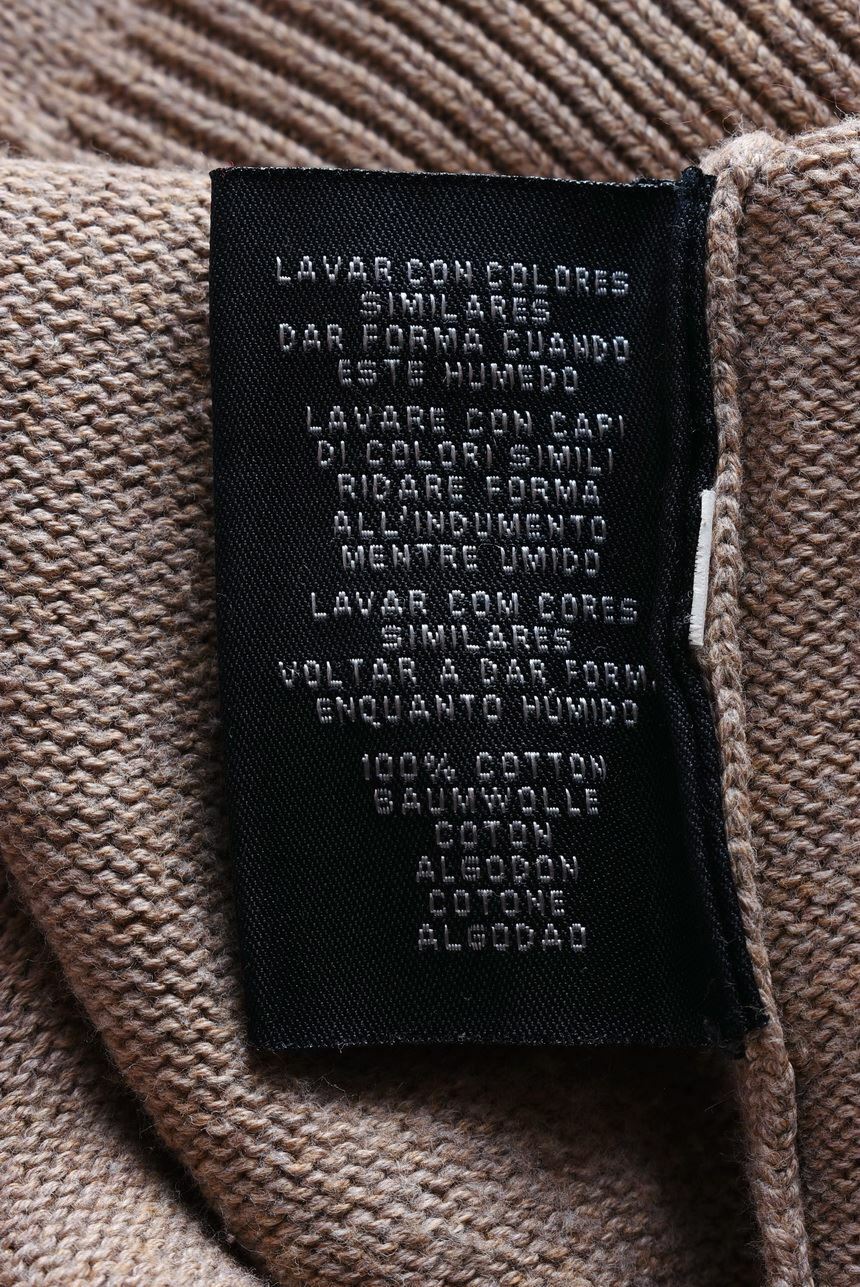 LAVAR CON COLORES
SIMILARES
DAR FORMA CUANDO
ESTE HUMEDO
LAVARE CON CAPI
DI COLORI SIMILI
RIDARE FORMA
ALL'INDUMENTO
MENTRE UMIDO
LAVAR COM CORES
SIMILARES
VOLTAR A DAR FORM
ENQUANTO HÚMIDO
100% COTTON
BAUMWOLLE
COTON
ALGODON
COTONE
ALGODAO